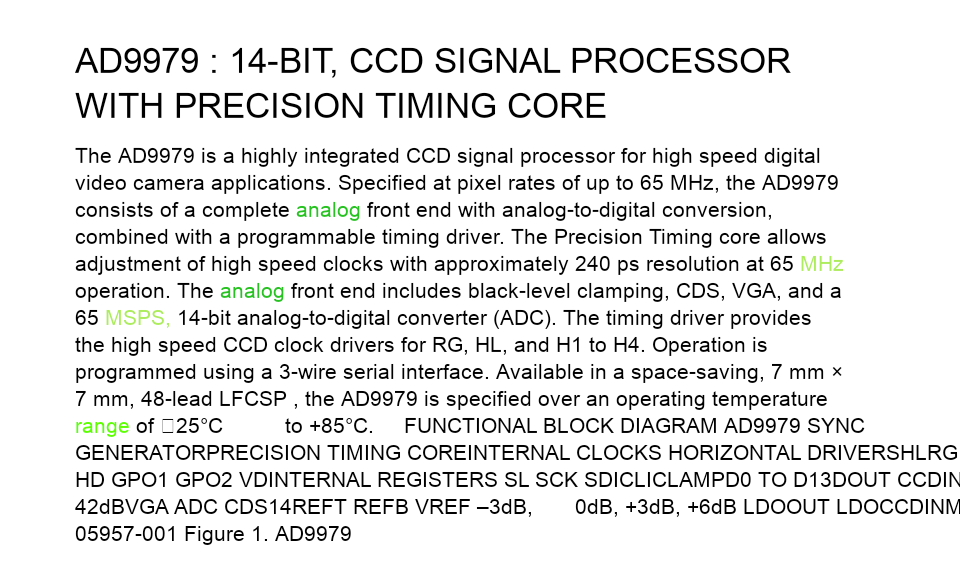 AD9979 : 14-BIT, CCD SIGNAL PROCESSOR
WITH PRECISION TIMING CORE
The AD9979 is a highly integrated CCD signal processor for high speed digital
video camera applications. Specified at pixel rates of up to 65 MHz, the AD9979
consists of a complete analog front end with analog-to-digital conversion,
combined with a programmable timing driver. The Precision Timing core allows
adjustment of high speed clocks with approximately 240 ps resolution at 65 MHz
operation. The analog front end includes black-level clamping, CDS, VGA, and a
65 MSPS, 14-bit analog-to-digital converter (ADC). The timing driver provides
the high speed CCD clock drivers for RG, HL, and H1 to H4. Operation is
programmed using a 3-wire serial interface. Available in a space-saving, 7 mm ×
7 mm, 48-lead LFCSP , the AD9979 is specified over an operating temperature
range of □25°C to +85°C. FUNCTIONAL BLOCK DIAGRAM AD9979 SYNC
GENERATORPRECISION TIMING COREINTERNAL CLOCKS HORIZONTAL DRIVERSHLRG
HD GPO1 GPO2 VDINTERNAL REGISTERS SL SCK SDICLICLAMPD0 TO D13DOUT CCDIN
42dBVGA ADC CDS14REFT REFB VREF –3dB, 0dB, +3dB, +6dB LDOOUT LDOCCDINM
05957-001 Figure 1. AD9979